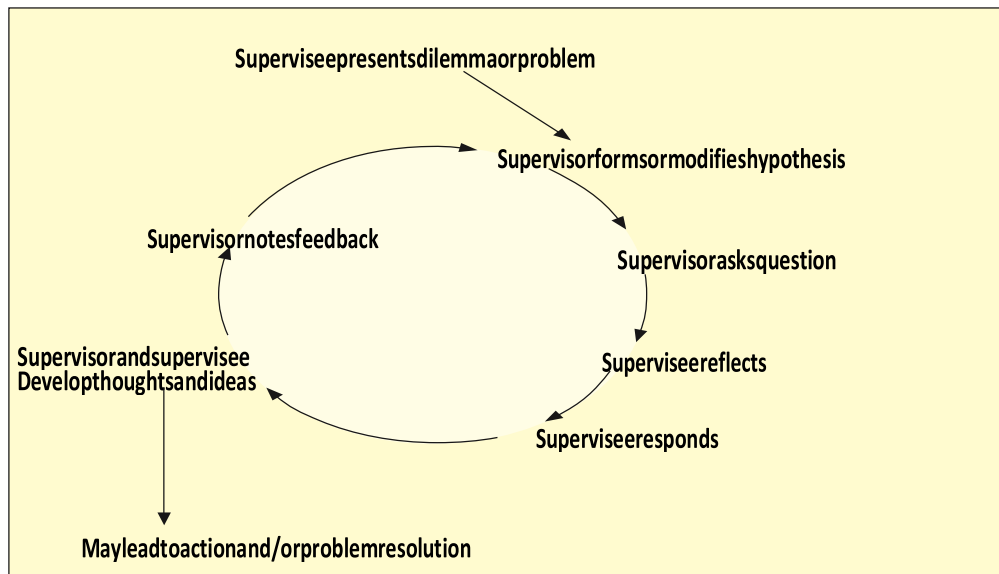 Superviseepresentsdilemmaorproblem
Supervisorformsormodifieshypothesis
Supervisorasksquestion
Superviseereflects
Superviseeresponds
Supervisorandsupervisee
Developthoughtsandideas
Supervisornotesfeedback
Mayleadtoactionand/orproblemresolution